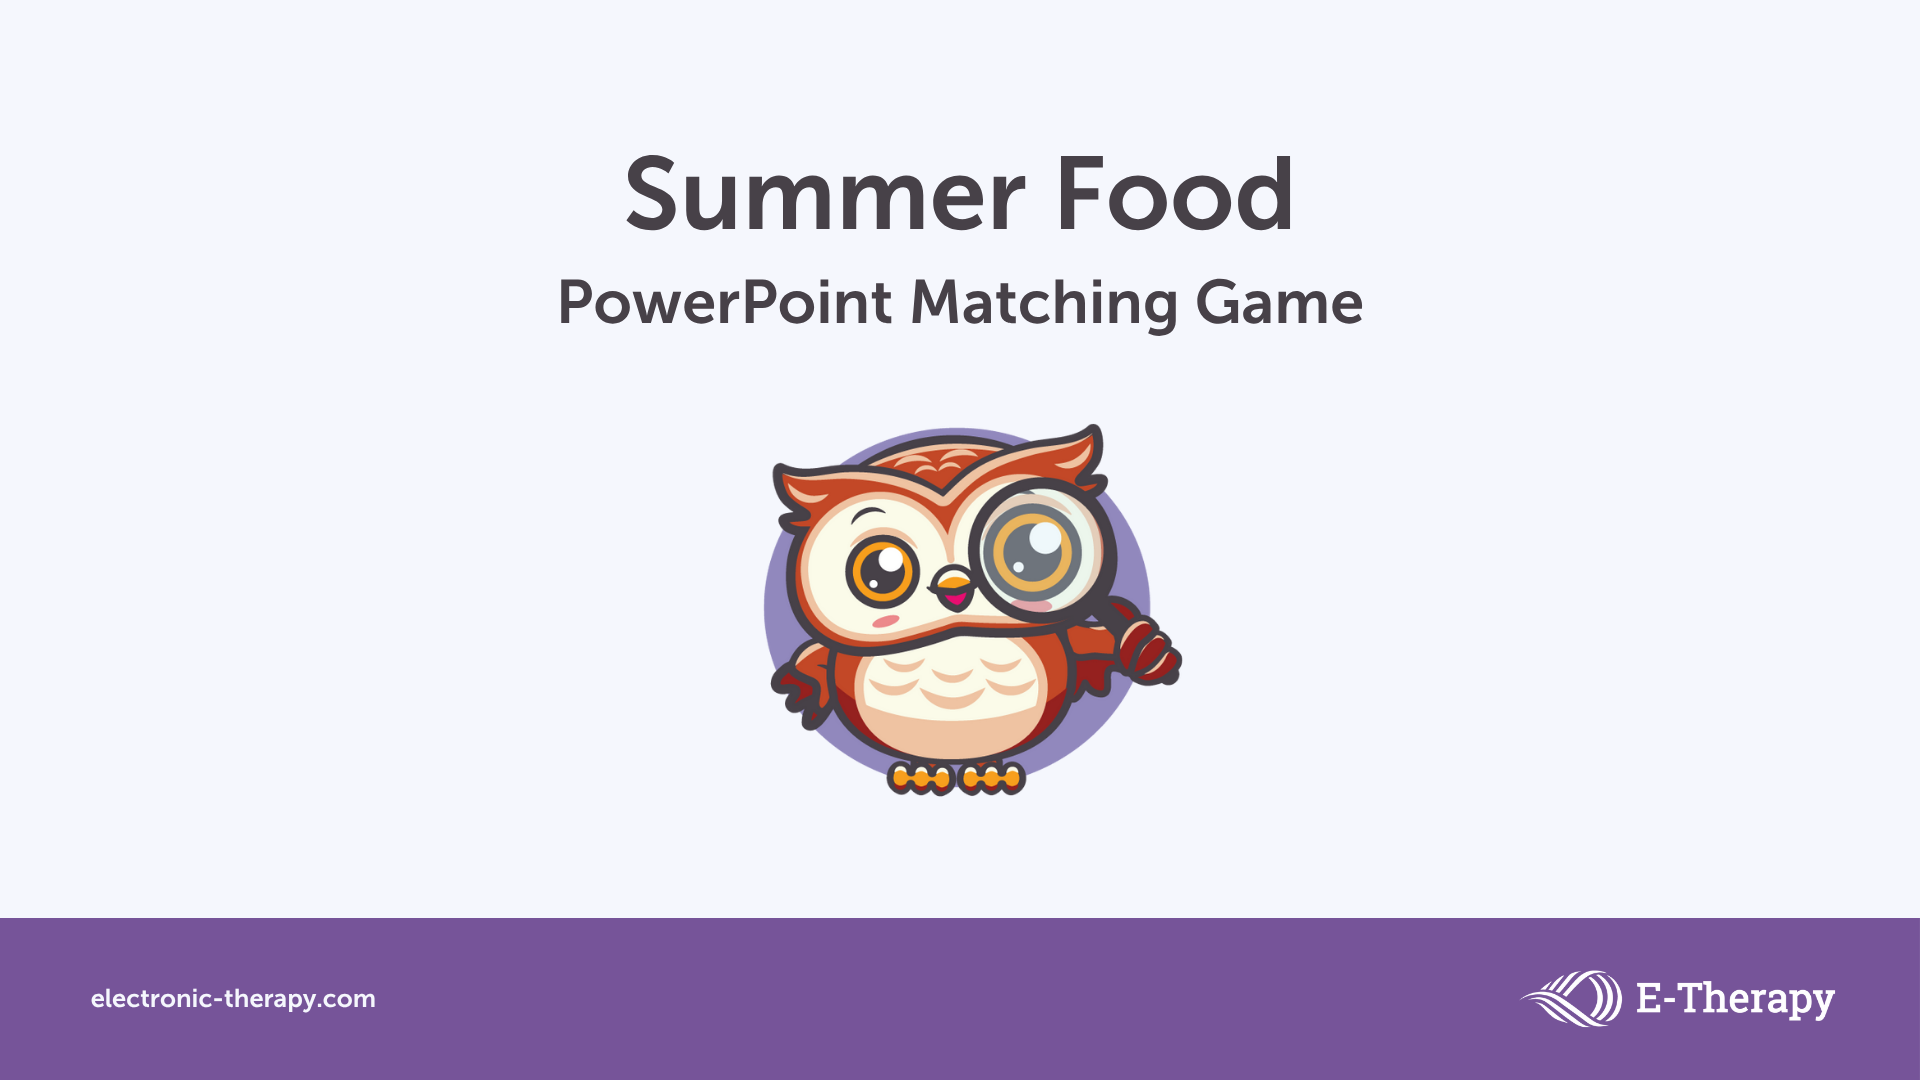 Summer Food
PowerPoint Matching Game
electronic-therapy.com
E-Therapy